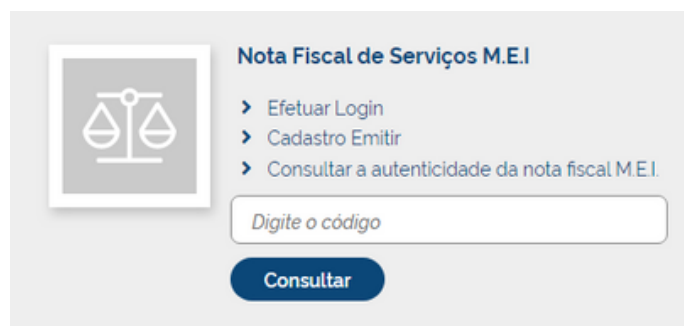 Nota Fiscal de Serviços M.E.I
Efetuar Login
Cadastro Emitir
Consultar a autenticidade da nota fiscal M.E.I.
Digite o código
Consultar